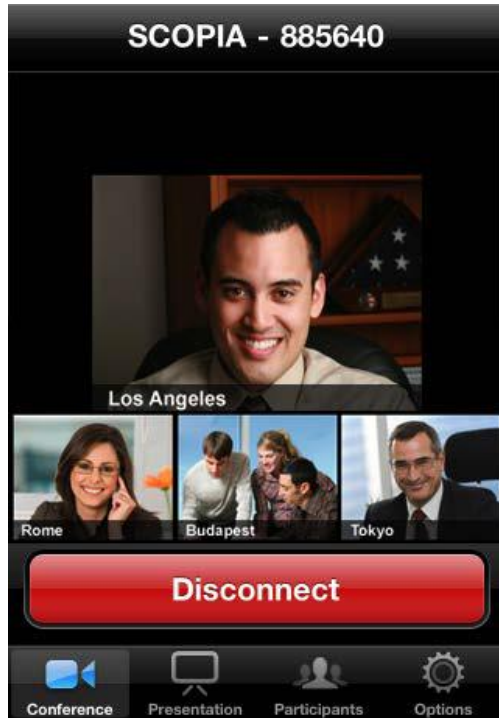 SCOPIA - 885640
Los Angeles
Rome
Budapest
Tokyo
Disconnect
Conference
Presentation
Participants
Options